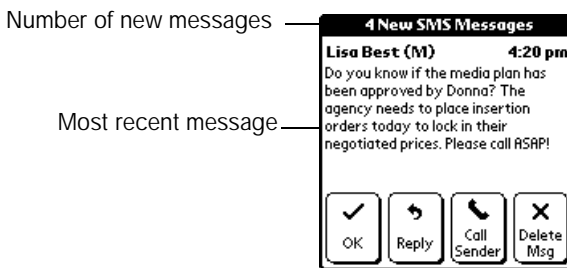 Number of new messages
4 New SMS Messages
Lisa Best (M) 4:20 pm
Do you know if the media plan has
been approved by Donna? The
agency needs to place insertion
Most recent message
orders today to lock in their
negotiated prices. Please call ASAP!
OK
Reply
Call
Sender
Delete
Msg